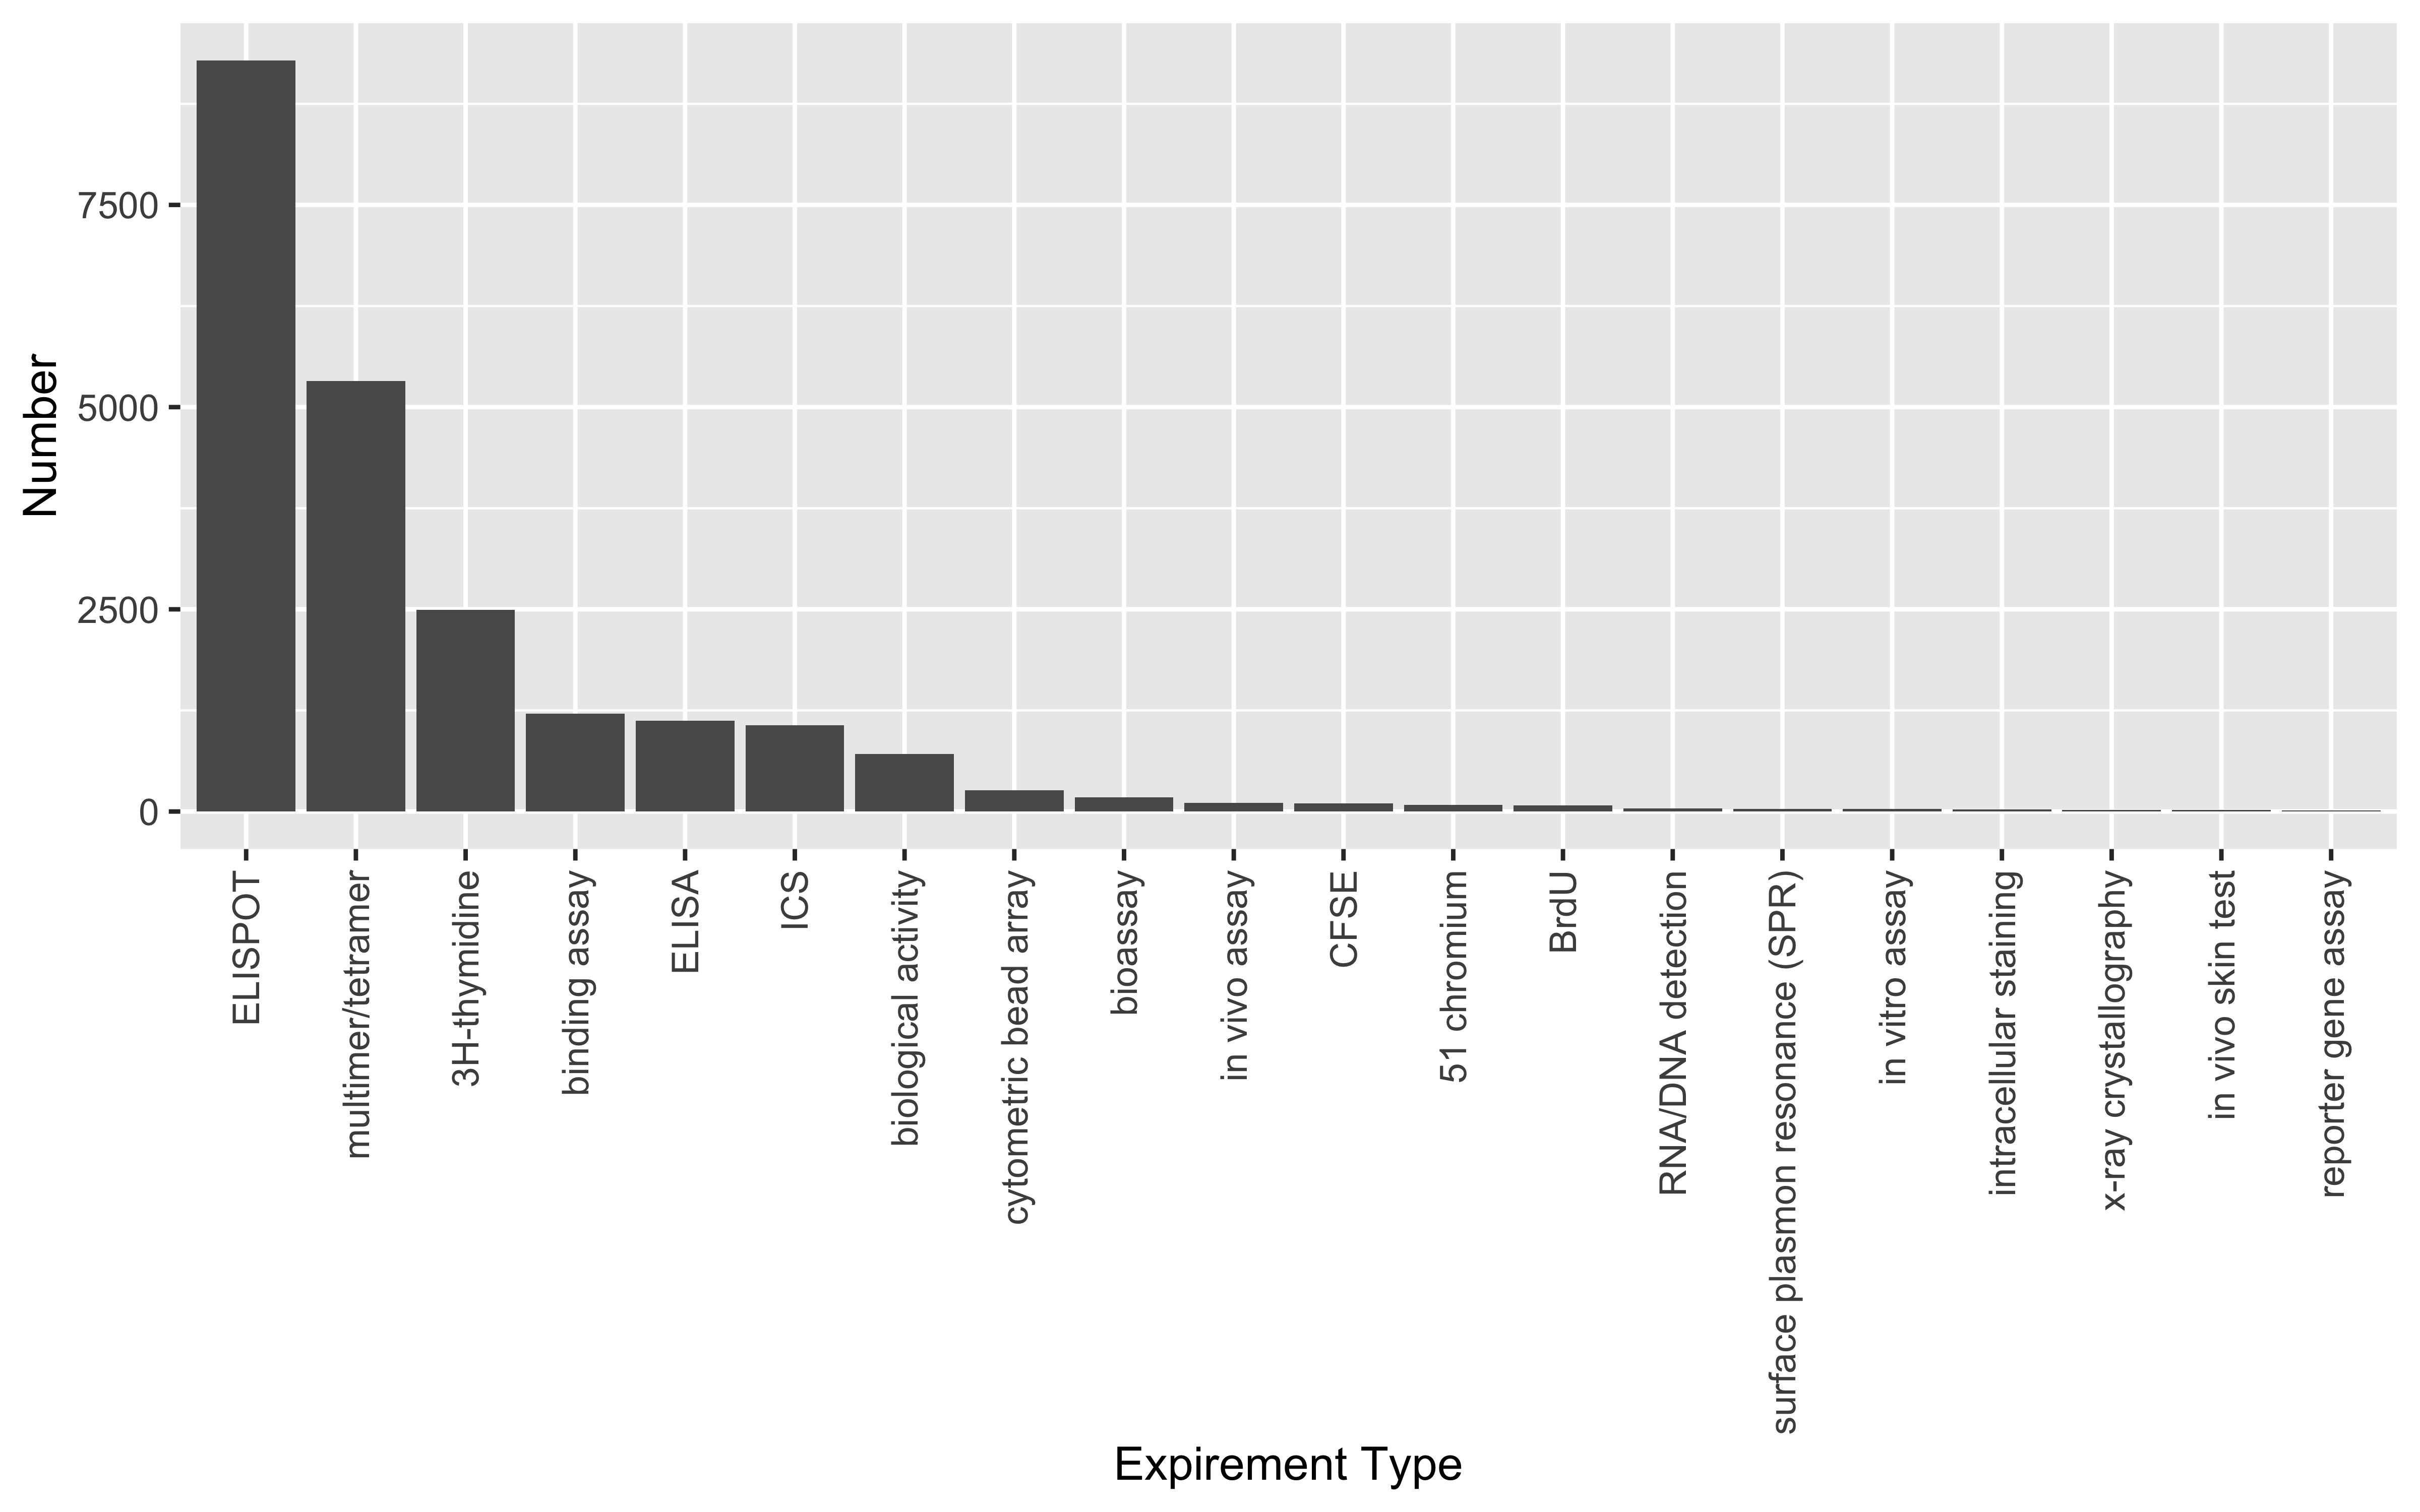 Number
7500
5000
2500
0
ELISPOT
multimer/tetramer
3H-thymidine
binding assay
ELISA
ICS
biological activity
cytometric bead array
bioassay
in vivo assay
CFSE
51 chromium
BrdU
RNA/DNA detection
surface plasmon resonance (SPR)
in vitro assay
intracellular staining
x-ray crystallography
in vivo skin test
reporter gene assay
Expirement Type